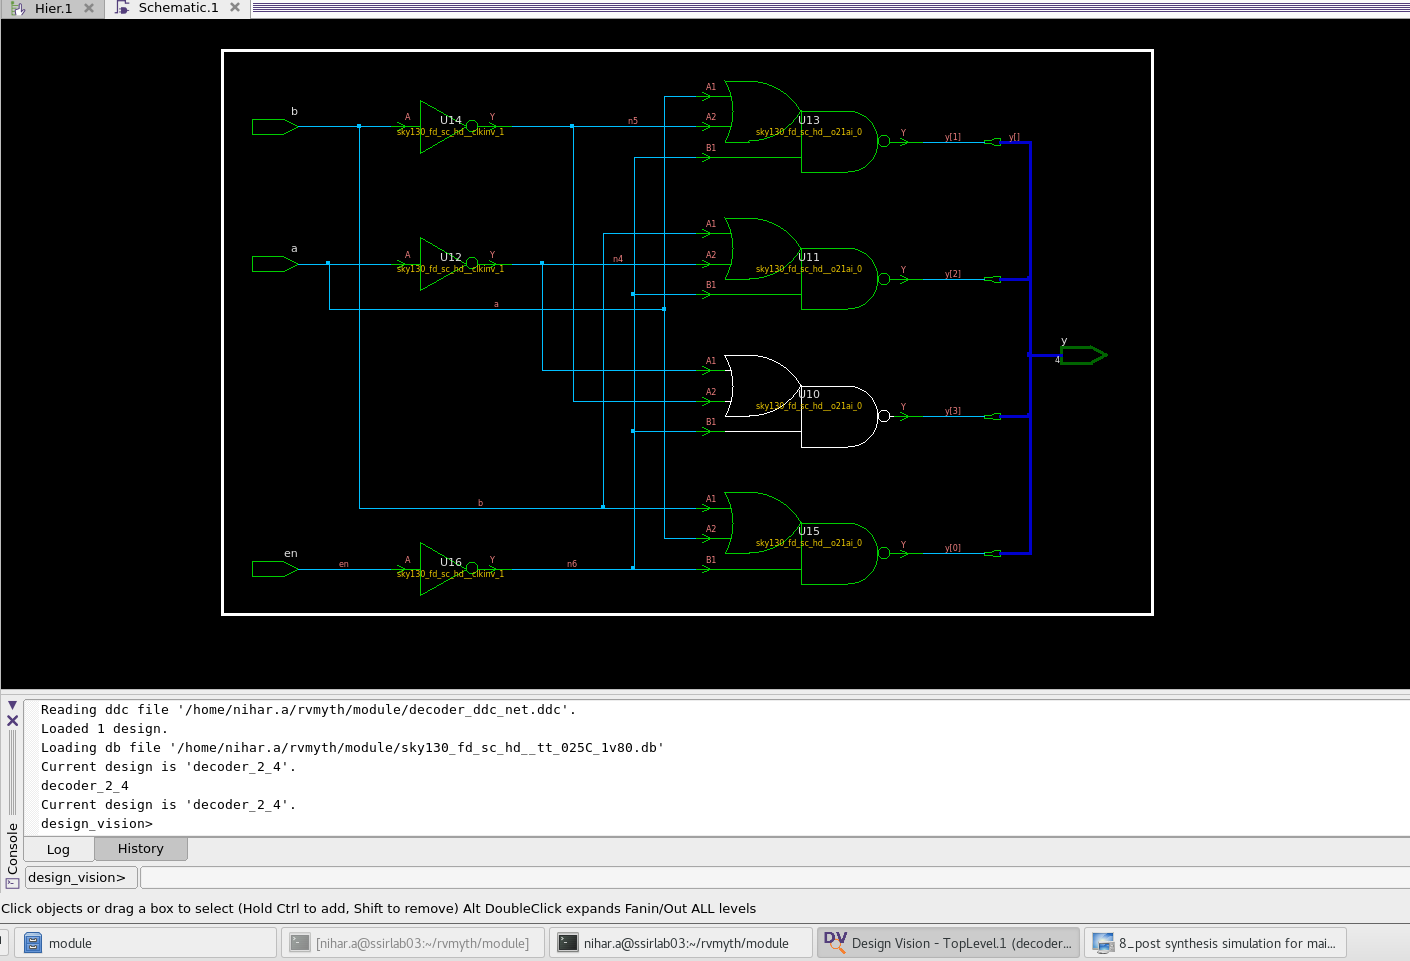 Hier.1
Schematic.1
b
A
U14
Y
sky130_fd_sc_hd__clkinv_1
n5
A1
A2
B1
U13
sky130_fd_sc_hd__o21ai_0
Y
y[1]
y[]
a
A
U12
Y
sky130_fd_sc_hd__clkinv_1
n4
a
A1
A2
B1
U11
sky130_fd_sc_hd__o21ai_0
Y
y[2]
A1
A2
B1
U10
sky130_fd_sc_hd__o21ai_0
Y
y[3]
y
4
b
A1
A2
B1
U15
sky130_fd_sc_hd__o21ai_0
Y
y[0]
en
en
A
U16
Y
sky130_fd_sc_hd__clkinv_1
n6
Reading ddc file '/home/nihar.a/rvmyth/module/decoder_ddc_net.ddc'.
Loaded 1 design.
Loading db file '/home/nihar.a/rvmyth/module/sky130_fd_sc_hd__tt_025C_1v80.db'
Current design is 'decoder_2_4'.
decoder_2_4
Current design is 'decoder_2_4'.
design_vision>
Console
Log
History
design_vision>
Click objects or drag a box to select (Hold Ctrl to add, Shift to remove) Alt DoubleClick expands Fanin/Out ALL levels
module
[nihar.a@ssirlab03:~/rvmyth/module]
nihar.a@ssirlab03:~/rvmyth/module
DV
Design Vision - TopLevel.1 (decoder...
8_post synthesis simulation for mai...